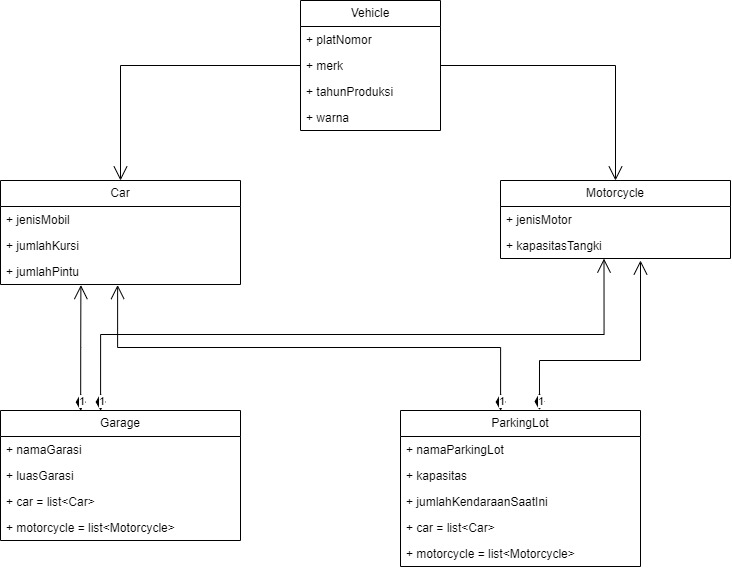 Vehicle
+ platNomor
+ merk
+ tahunProduksi
+ warna
Car
+ jenisMobil
+ jumlahKursi
+ jumlahPintu
Motorcycle
+ jenisMotor
+ kapasitasTangki
1
1
1
1
Garage
+ namaGarasi
+ luasGarasi
+ car = list<Car>
+ motorcycle = list<Motorcycle>
ParkingLot
+ namaParkingLot
+ kapasitas
+ jumlahKendaraanSaatIni
+ car = list<Car>
+ motorcycle = list<Motorcycle>